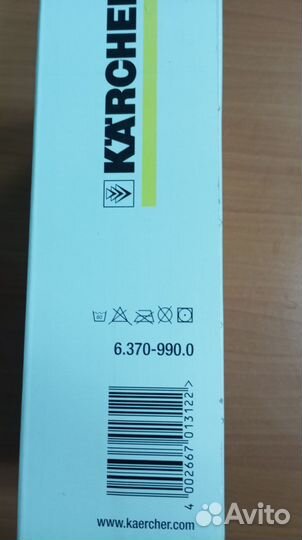 KÄRCHER
6.370-990.0
4 002667 013122 >
www.kaercher.com
Avito